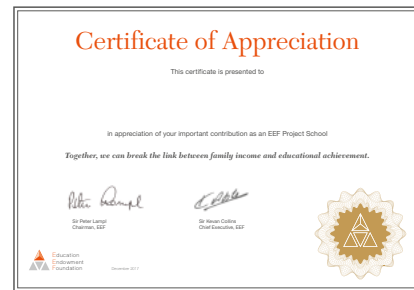 Certificate of Appreciation
This certificate is presented to
in appreciation of your important contribution as an EEF Project School
Together, we can break the link between family income and educational achievement.
Sir Peter Lampl
Chairman, EEF
Sir Kevan Collins
Chief Executive, EEF
Education
Endowment
Foundation
December 2017